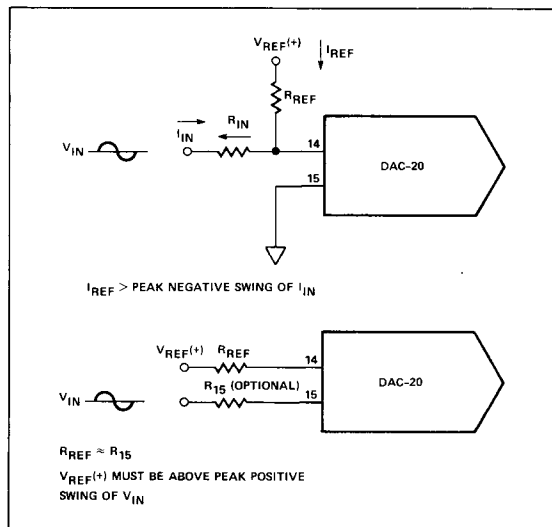 VREF(+)
IREF
RREF
RIN
IIN
VIN
14
15
DAC-20
IREF > PEAK NEGATIVE SWING OF IIN
VREF(+)
RREF
14
R15 (OPTIONAL)
15
VIN
DAC-20
RREF ≈ R15
VREF(+) MUST BE ABOVE PEAK POSITIVE
SWING OF VIN